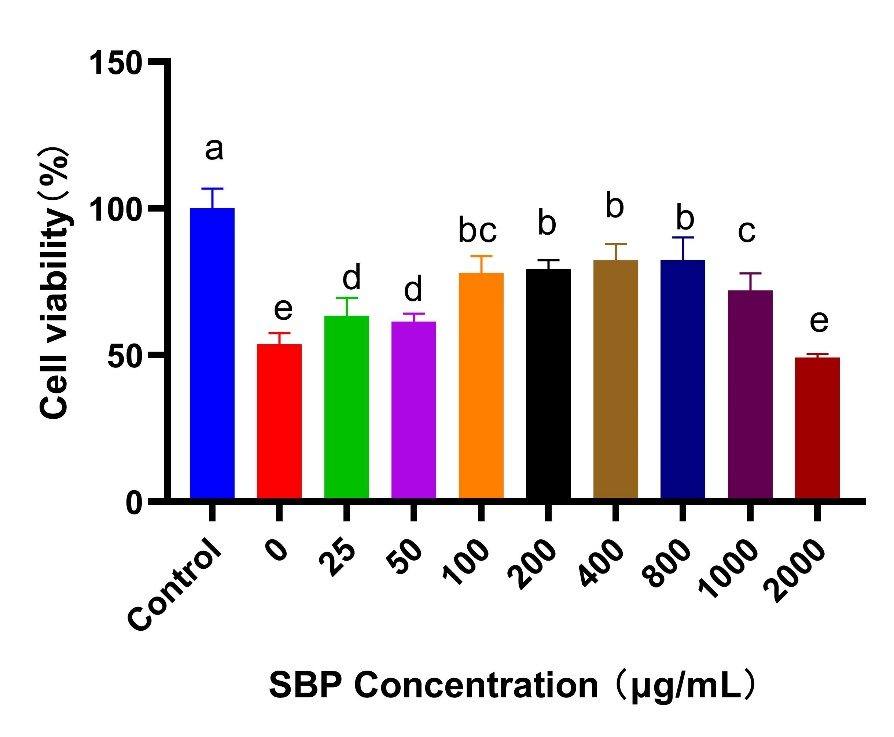 150
100
50
0
Cell viability（%）
a
e
d
d
bc
b
b
b
c
e
Control
0
25
50
100
200
400
800
1000
2000
SBP Concentration（μg/mL）